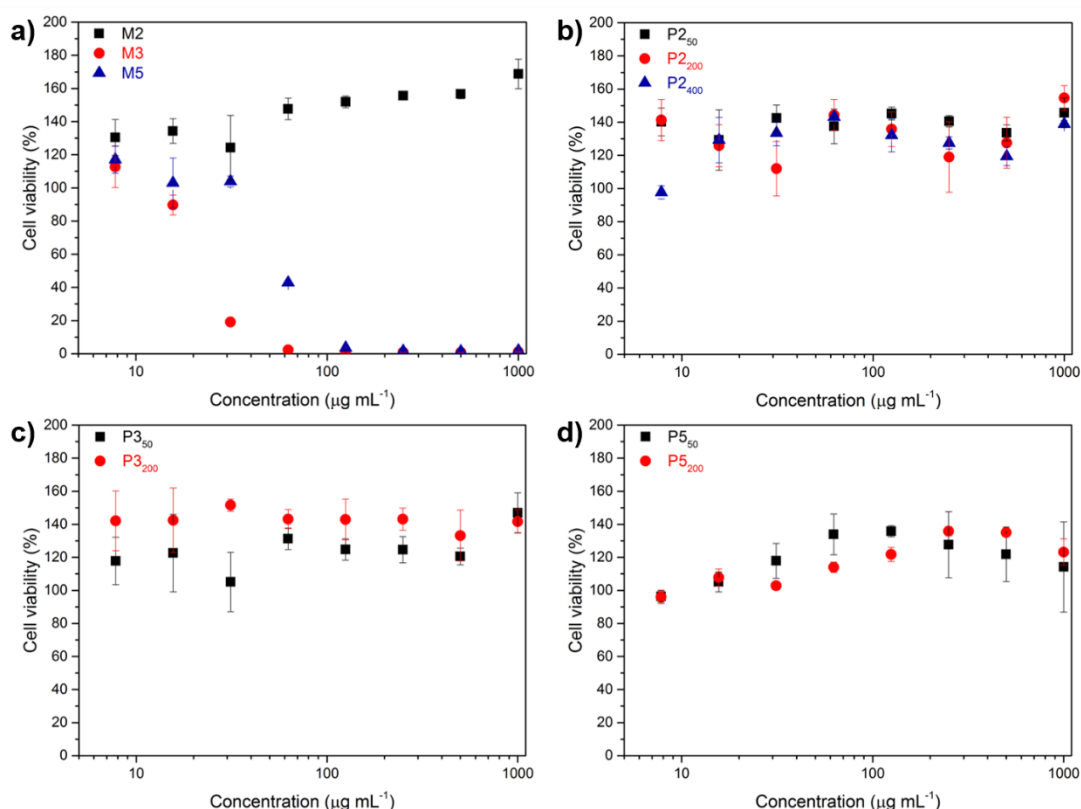 a)
M2
M3
M5
200
180
160
140
120
100
80
60
40
20
0
Cell viability (%)
10 100 1000
Concentration (μg mL⁻¹)
b)
P2₅₀
P2₂₀₀
P2₄₀₀
200
180
160
140
120
100
80
60
40
20
0
Cell viability (%)
10 100 1000
Concentration (μg mL⁻¹)
c)
P3₅₀
P3₂₀₀
200
180
160
140
120
100
80
60
40
20
0
Cell viability (%)
10 100 1000
Concentration (μg mL⁻¹)
d)
P5₅₀
P5₂₀₀
200
180
160
140
120
100
80
60
40
20
0
Cell viability (%)
10 100 1000
Concentration (μg mL⁻¹)